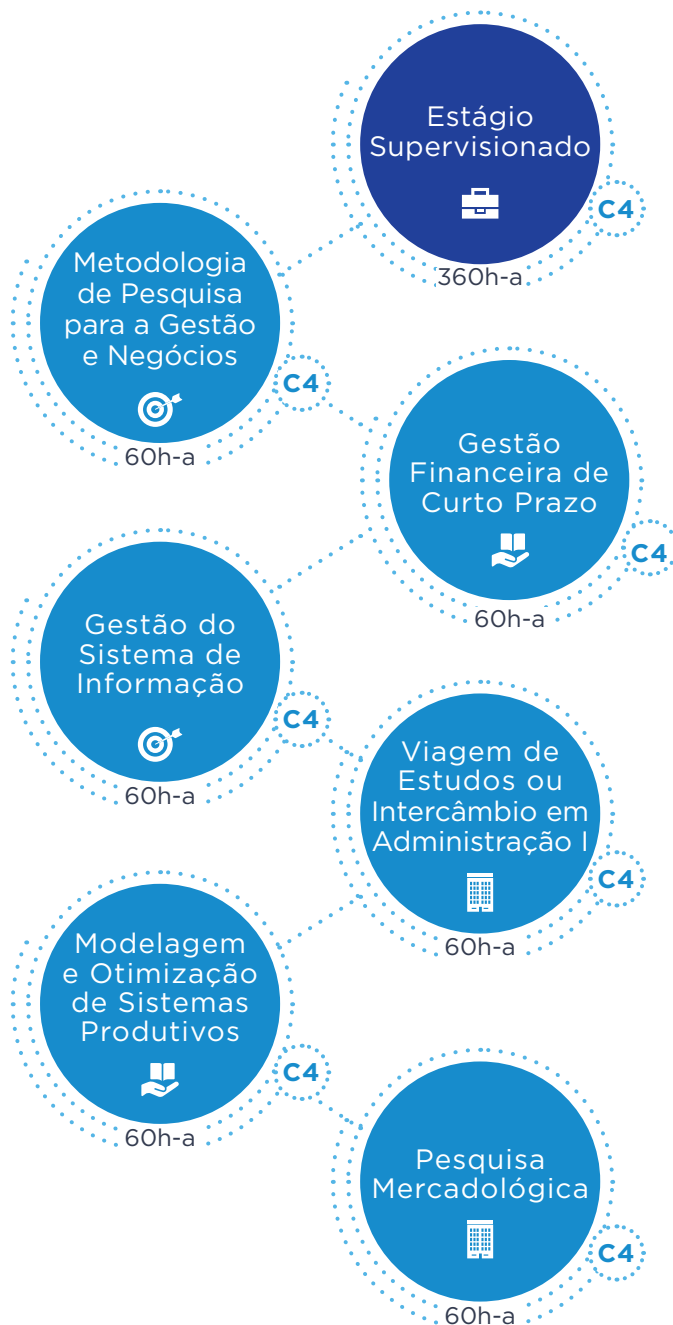 Estágio
Supervisionado
C4
360h-a
Metodologia
de Pesquisa
para a Gestão
e Negócios
C4
60h-a
Gestão
Financeira de
Curto Prazo
C4
60h-a
Gestão do
Sistema de
Informação
C4
60h-a
Viagem de
Estudos ou
Intercâmbio em
Administração I
C4
60h-a
Modelagem
e Otimização
de Sistemas
Produtivos
C4
60h-a
Pesquisa
Mercadológica
C4
60h-a